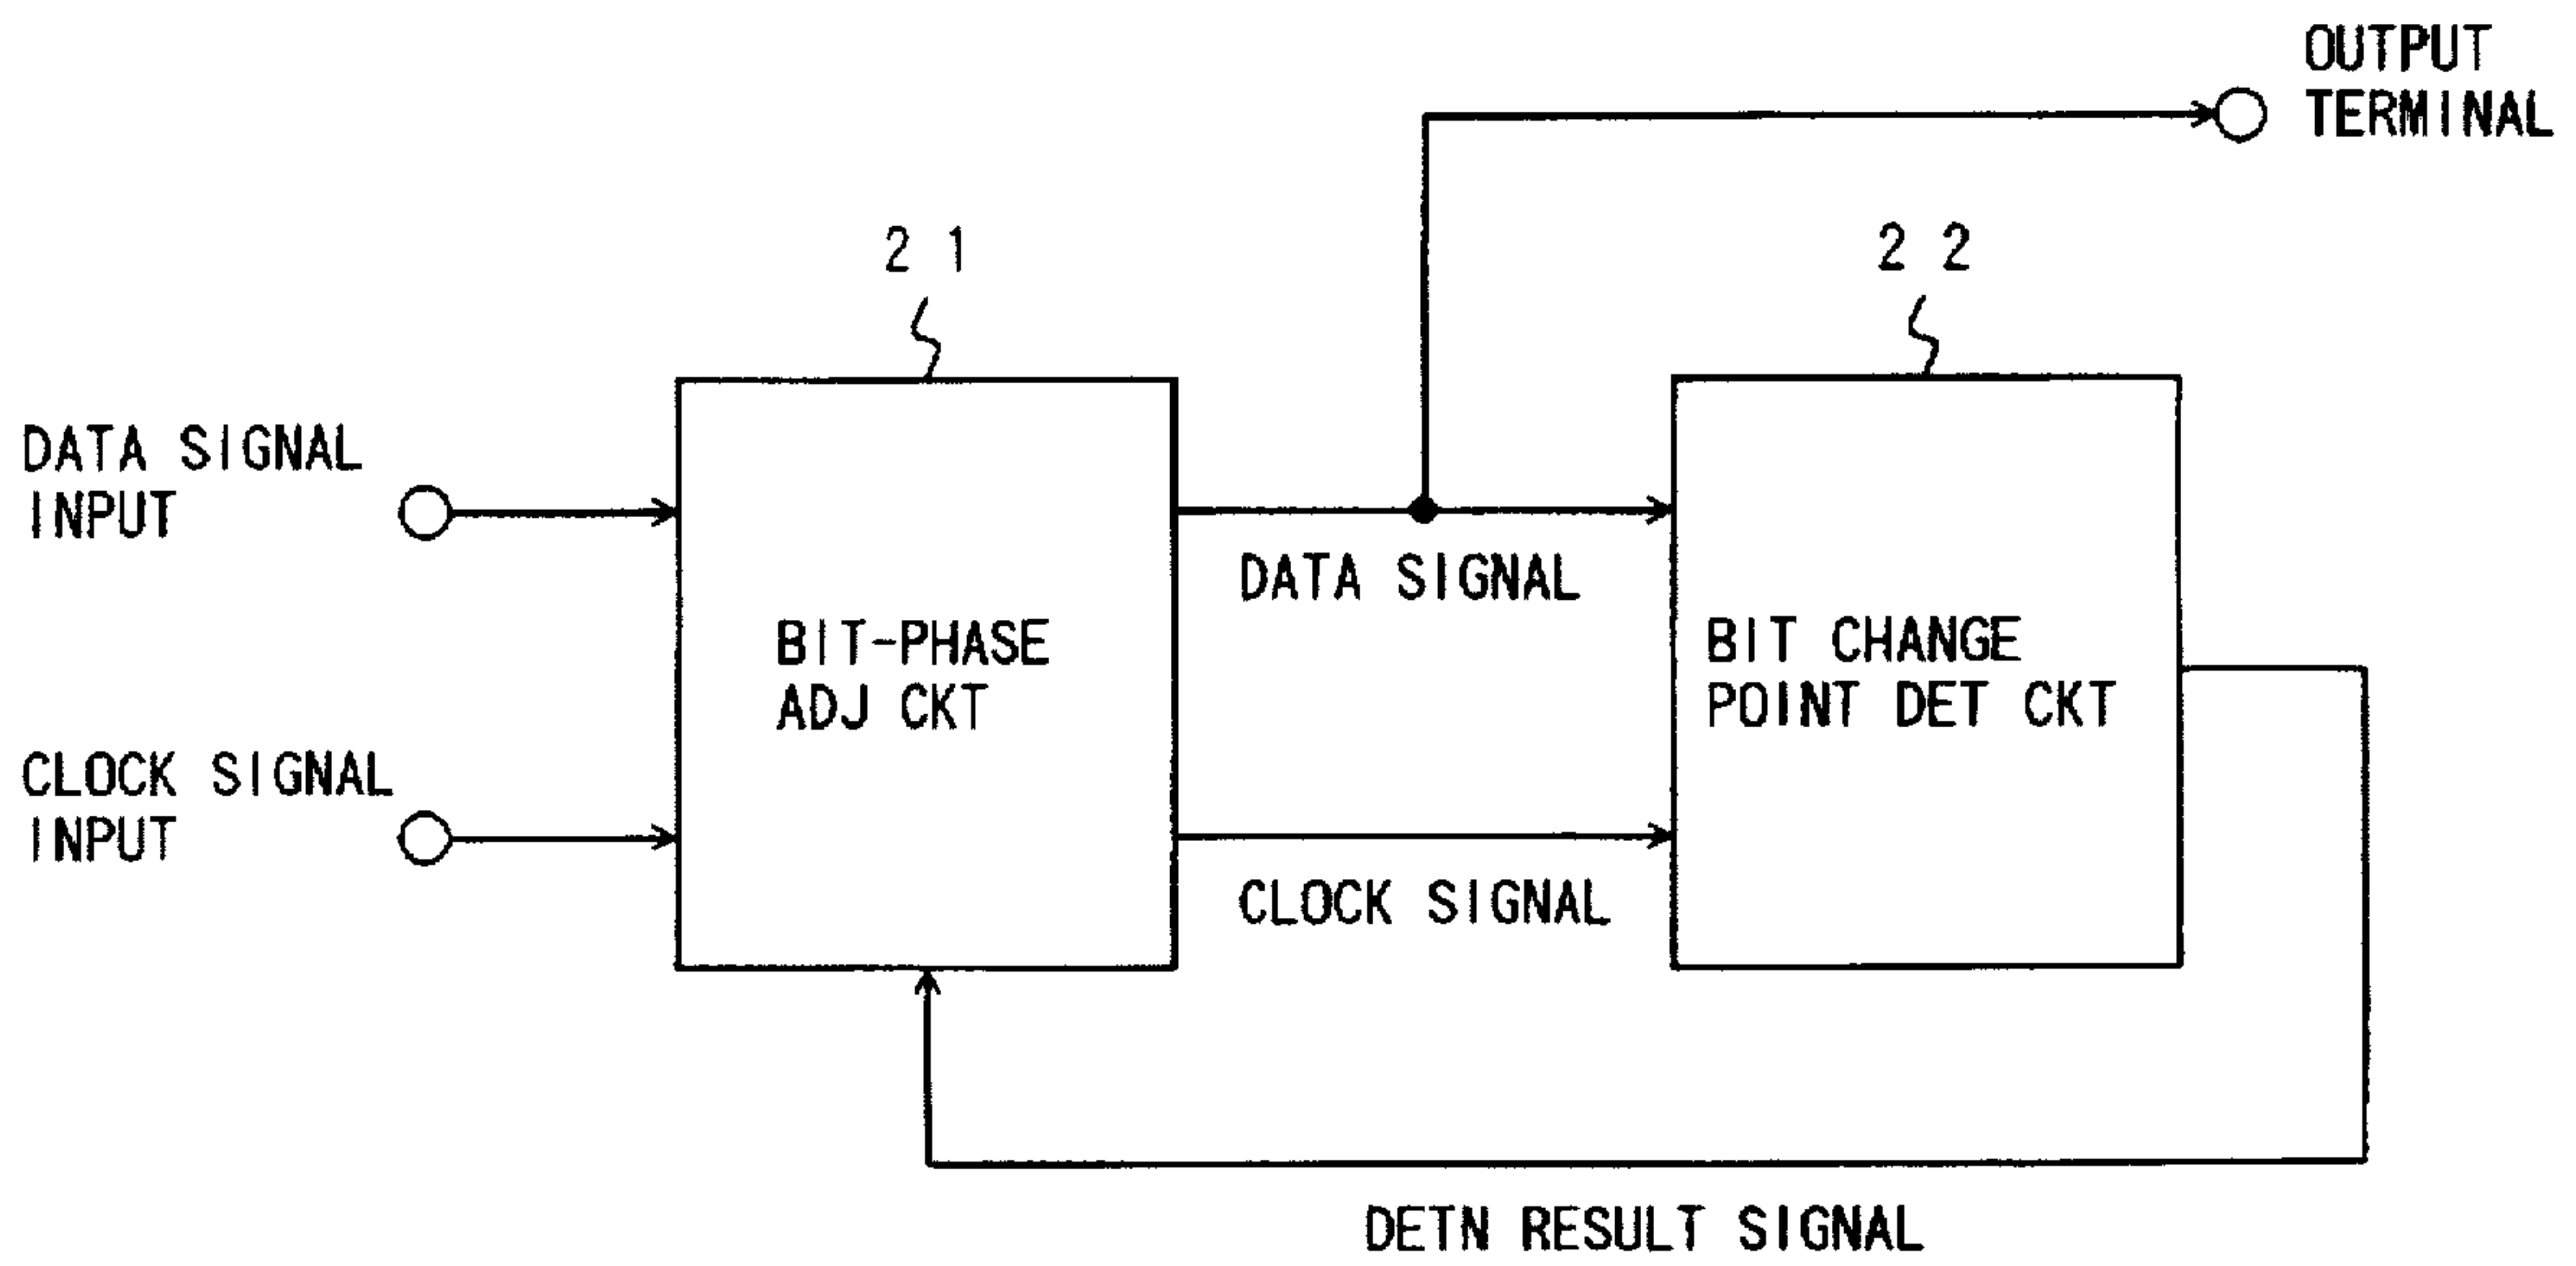 OUTPUT
TERMINAL
2 1
2 2
DATA SIGNAL
INPUT
DATA SIGNAL
BIT-PHASE
ADJ CKT
BIT CHANGE
POINT DET CKT
CLOCK SIGNAL
INPUT
CLOCK SIGNAL
DETN RESULT SIGNAL